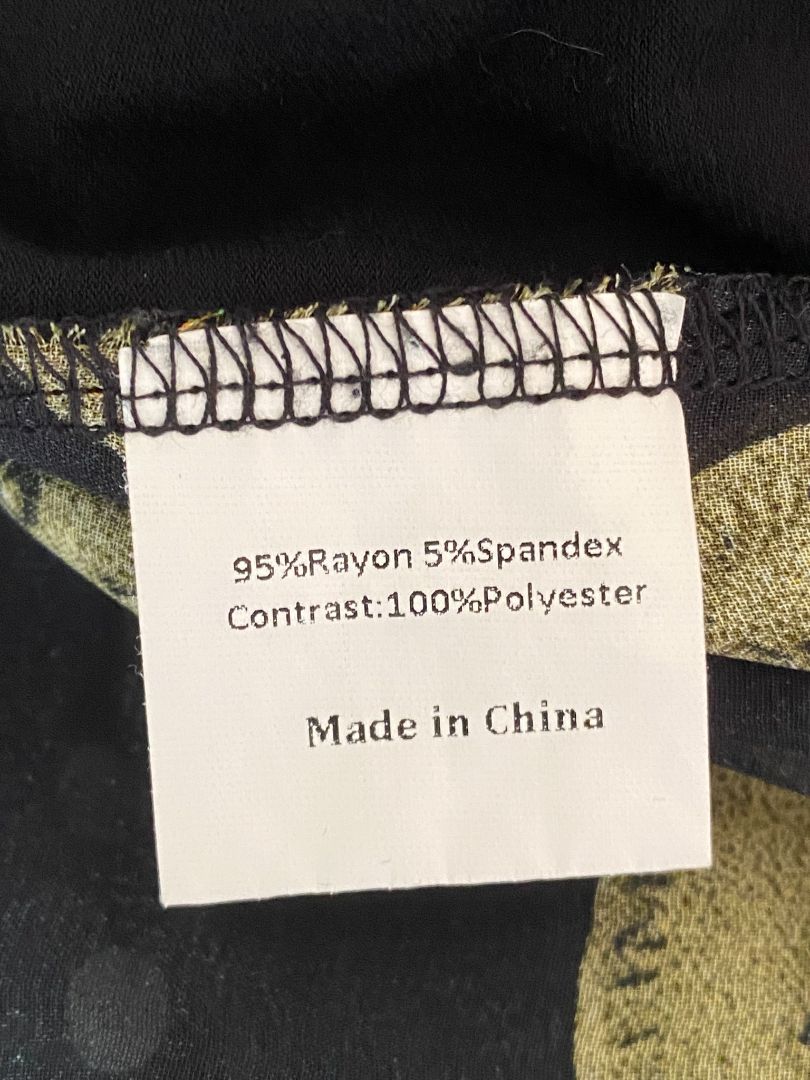 95%Rayon 5%Spandex
Contrast:100%Polyester
Made in China